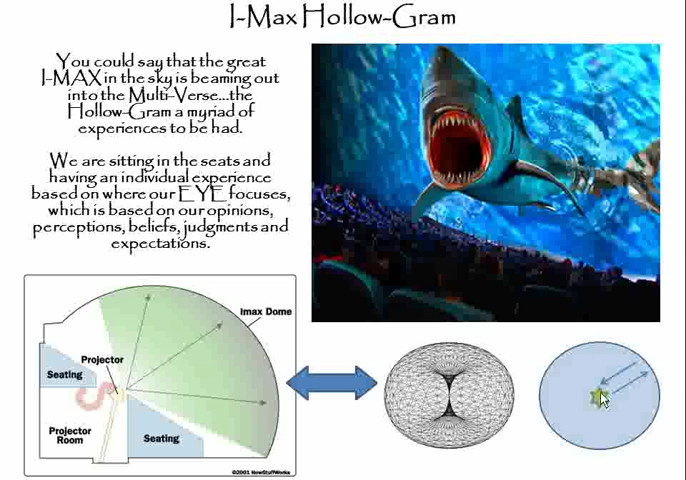 I-Max Hollow-Gram
You could say that the great
I-MAX in the sky is beaming out
into the Multi-Verse...the
Hollow-Gram a myriad of
experiences to be had.
We are sitting in the seats and
having an individual experience
based on where our EYE focuses,
which is based on our opinions,
perceptions, beliefs, judgments and
expectations.
Imax Dome
Projector
Seating
Projector
Room
Seating
©2001 HowStuffWorks